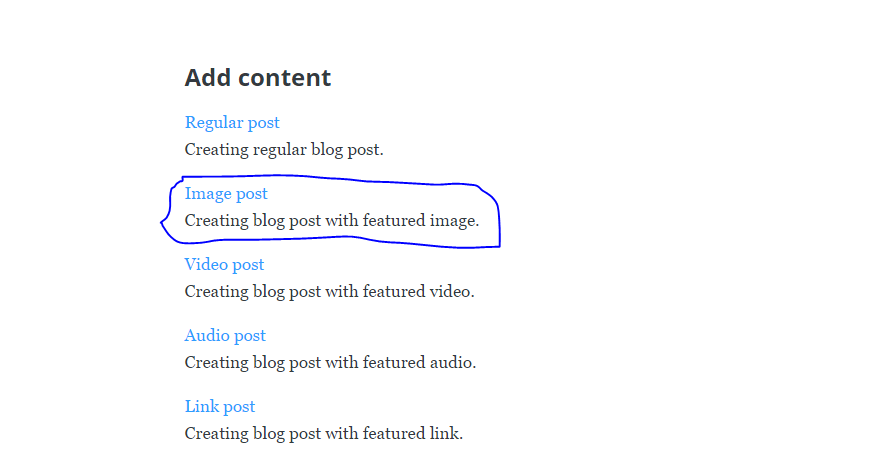 Add content
Regular post
Creating regular blog post.
Image post
Creating blog post with featured image.
Video post
Creating blog post with featured video.
Audio post
Creating blog post with featured audio.
Link post
Creating blog post with featured link.